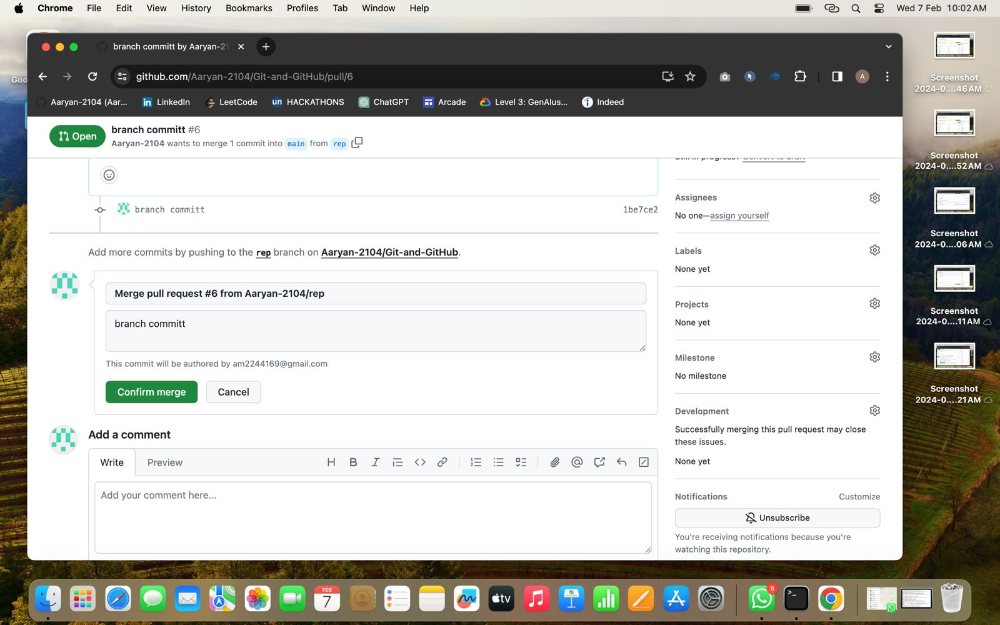 Chrome File Edit View History Bookmarks Profiles Tab Window Help
Wed 7 Feb 10:02 AM
branch committ by Aaryan-21
github.com/Aaryan-2104/Git-and-GitHub/pull/6
A
Aaryan-2104 (Aar... LinkedIn LeetCode HACKATHONS ChatGPT Arcade Level 3: GenAIus... Indeed
Open
branch committ #6
Aaryan-2104 wants to merge 1 commit into main from rep
branch committ
1be7ce2
Add more commits by pushing to the rep branch on Aaryan-2104/Git-and-GitHub.
Merge pull request #6 from Aaryan-2104/rep
branch committ
This commit will be authored by am2244169@gmail.com
Confirm merge
Cancel
Add a comment
Write
Preview
Add your comment here...
Still in progress? Convert to draft
Assignees
No one—assign yourself
Labels
None yet
Projects
None yet
Milestone
No milestone
Development
Successfully merging this pull request may close
these issues.
None yet
Notifications
Customize
Unsubscribe
You're receiving notifications because you're
watching this repository.
Goo
Screenshot
2024-0....46 AM
Screenshot
2024-0....52 AM
Screenshot
2024-0....06 AM
Screenshot
2024-0....11 AM
Screenshot
2024-0....21 AM
FEB
7
tv
6